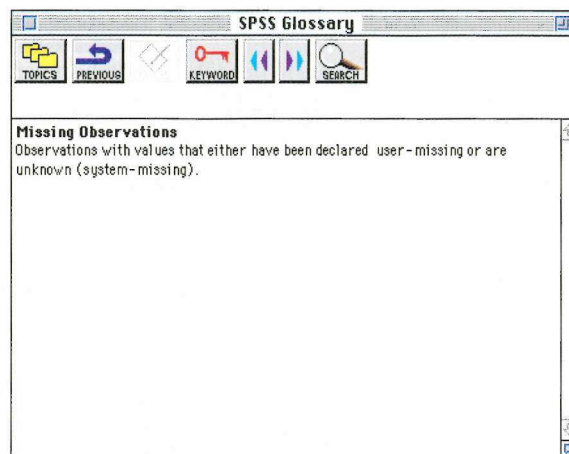 SPSS Glossary
TOPICS PREVIOUS KEYWORD SEARCH
Missing Observations
Observations with values that either have been declared user-missing or are
unknown (system-missing).